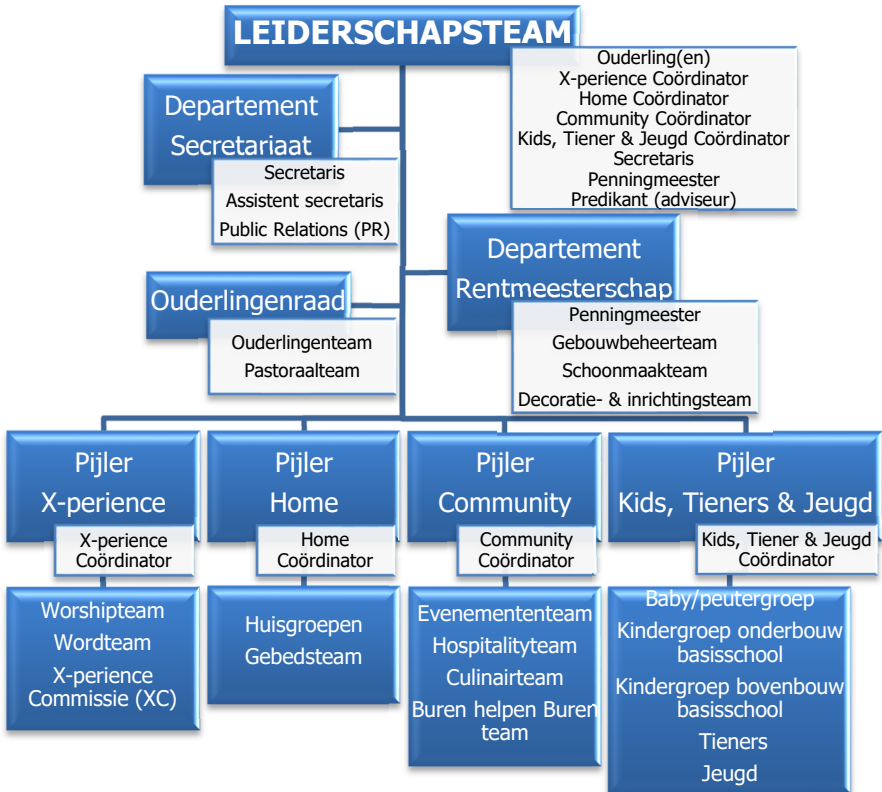 LEIDERSCHAPSTEAM
Ouderling(en)
X-perience Coördinator
Home Coördinator
Community Coördinator
Kids, Tiener & Jeugd Coördinator
Secretaris
Penningmeester
Predikant (adviseur)
Departement
Secretariaat
Secretaris
Assistent secretaris
Public Relations (PR)
Departement
Rentmeesterschap
Penningmeester
Gebouwbeheerteam
Schoonmaakteam
Decoratie- & inrichtingsteam
Ouderlingenraad
Ouderlingenteam
Pastoraalteam
Pijler
X-perience
X-perience
Coördinator
Worshipteam
Wordteam
X-perience
Commissie (XC)
Pijler
Home
Home
Coördinator
Huisgroepen
Gebedsteam
Pijler
Community
Community
Coördinator
Evenemententeam
Hospitalityteam
Culinairteam
Buren helpen Buren
team
Pijler
Kids, Tieners & Jeugd
Kids, Tiener & Jeugd
Coördinator
Baby/peutergroep
Kindergroep onderbouw
basisschool
Kindergroep bovenbouw
basisschool
Tieners
Jeugd